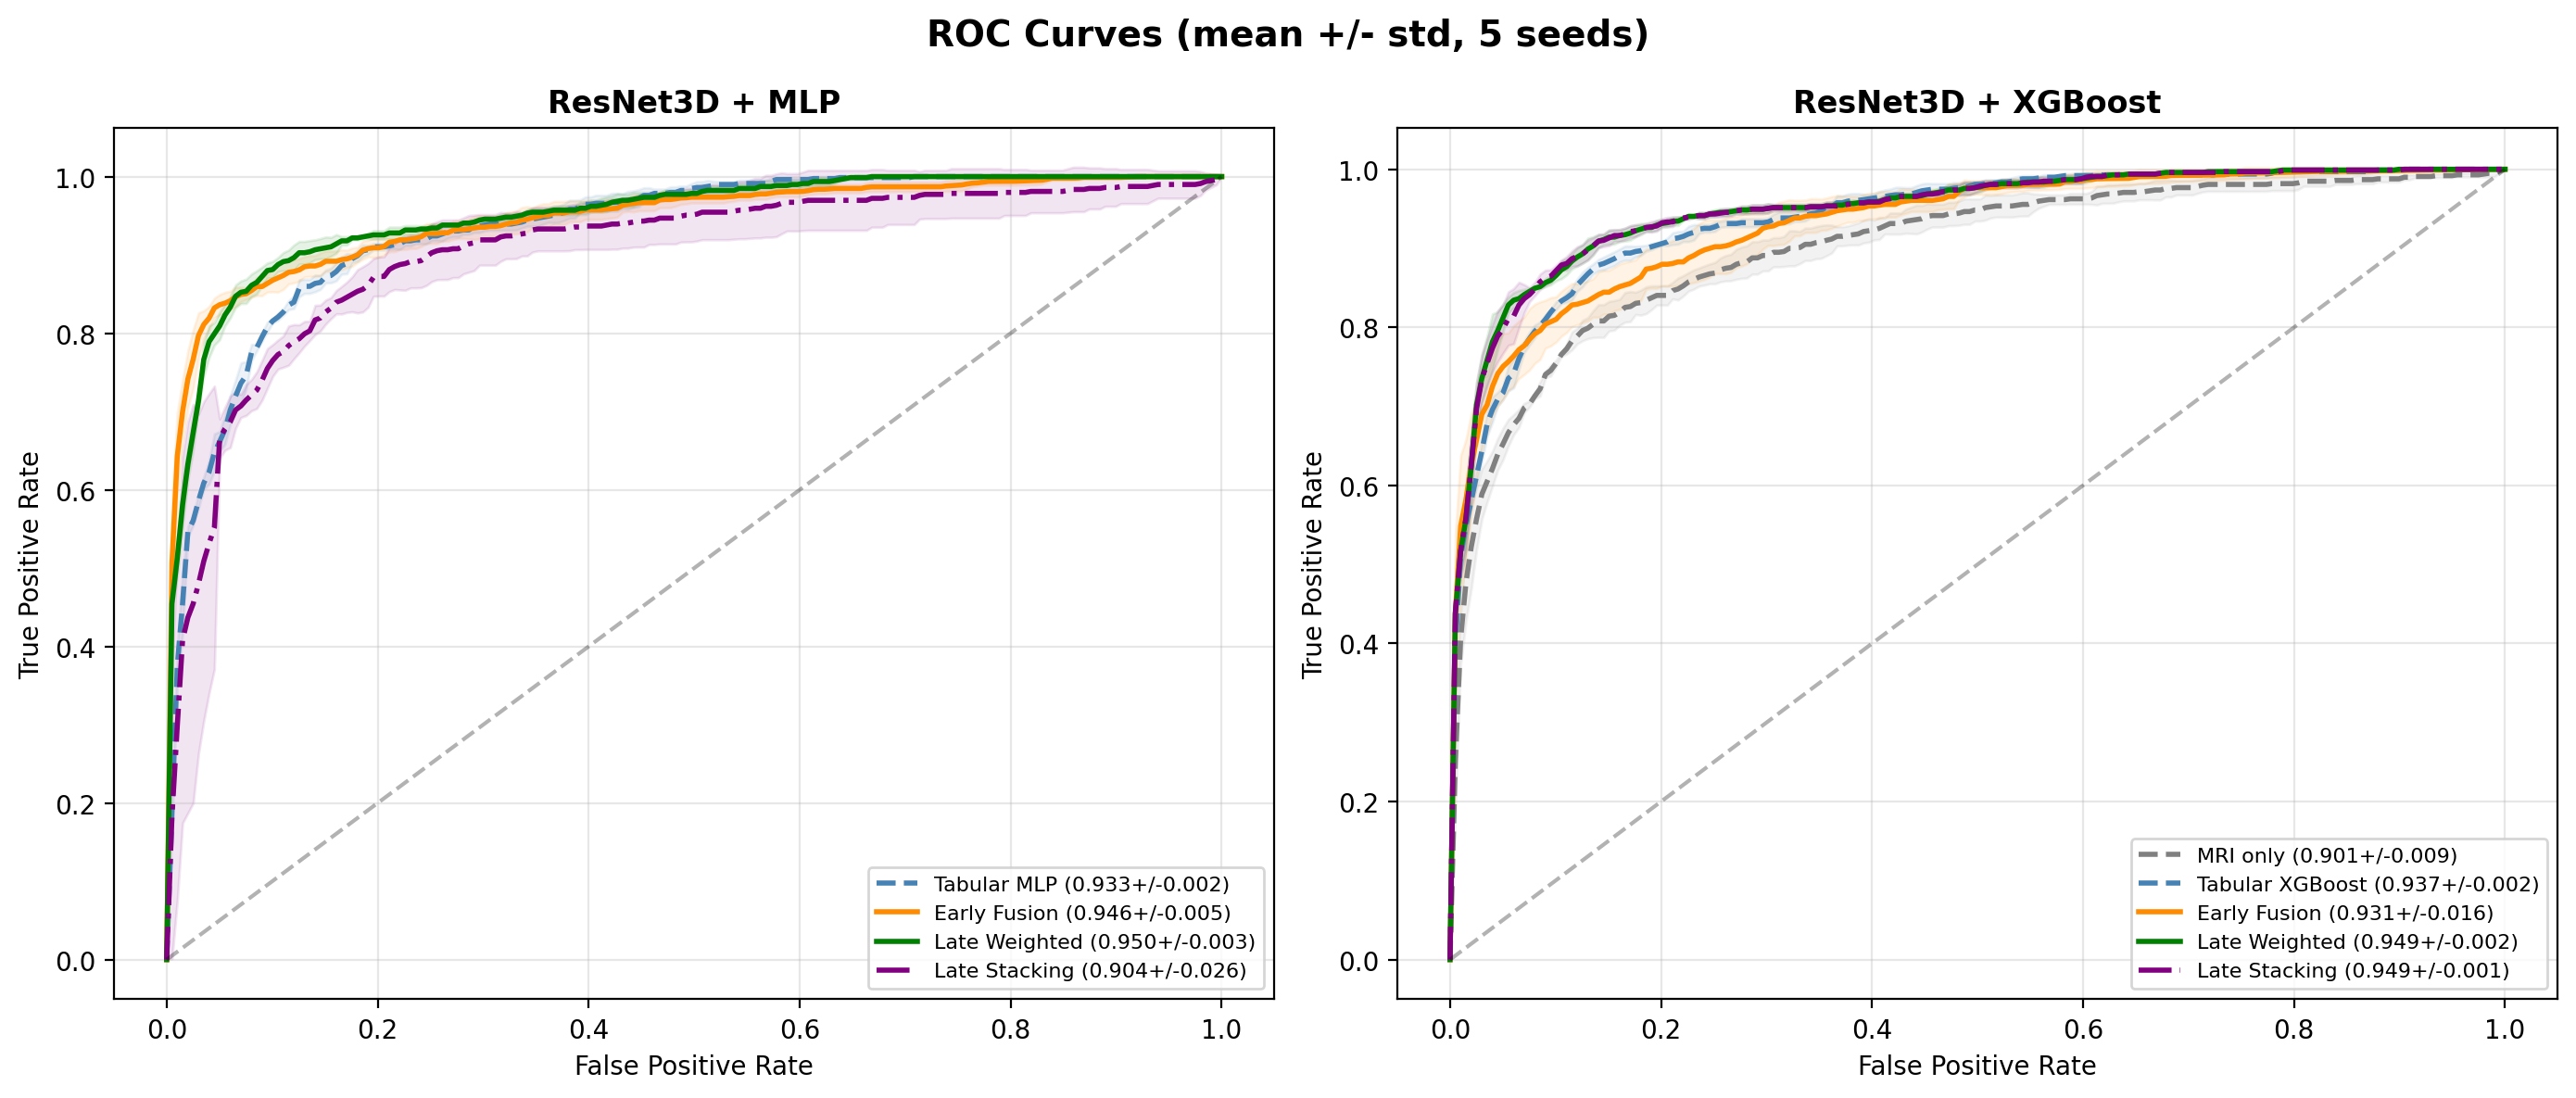 ROC Curves (mean +/- std, 5 seeds)
ResNet3D + MLP
True Positive Rate
1.0
0.8
0.6
0.4
0.2
0.0
0.0 0.2 0.4 0.6 0.8 1.0
False Positive Rate
Tabular MLP (0.933+/-0.002)
Early Fusion (0.946+/-0.005)
Late Weighted (0.950+/-0.003)
Late Stacking (0.904+/-0.026)
ResNet3D + XGBoost
True Positive Rate
1.0
0.8
0.6
0.4
0.2
0.0
0.0 0.2 0.4 0.6 0.8 1.0
False Positive Rate
MRI only (0.901+/-0.009)
Tabular XGBoost (0.937+/-0.002)
Early Fusion (0.931+/-0.016)
Late Weighted (0.949+/-0.002)
Late Stacking (0.949+/-0.001)